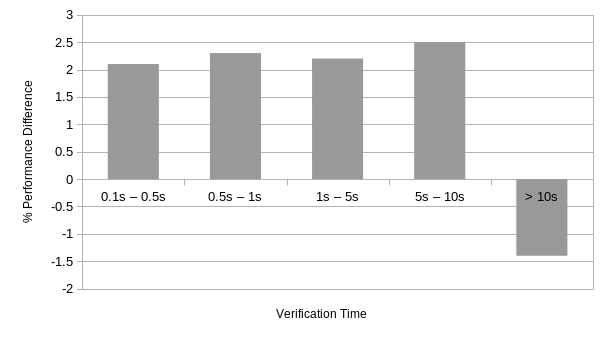 3
2.5
2
1.5
1
0.5
0
-0.5
-1
-1.5
-2
% Performance Difference
0.1s – 0.5s
0.5s – 1s
1s – 5s
5s – 10s
> 10s
Verification Time